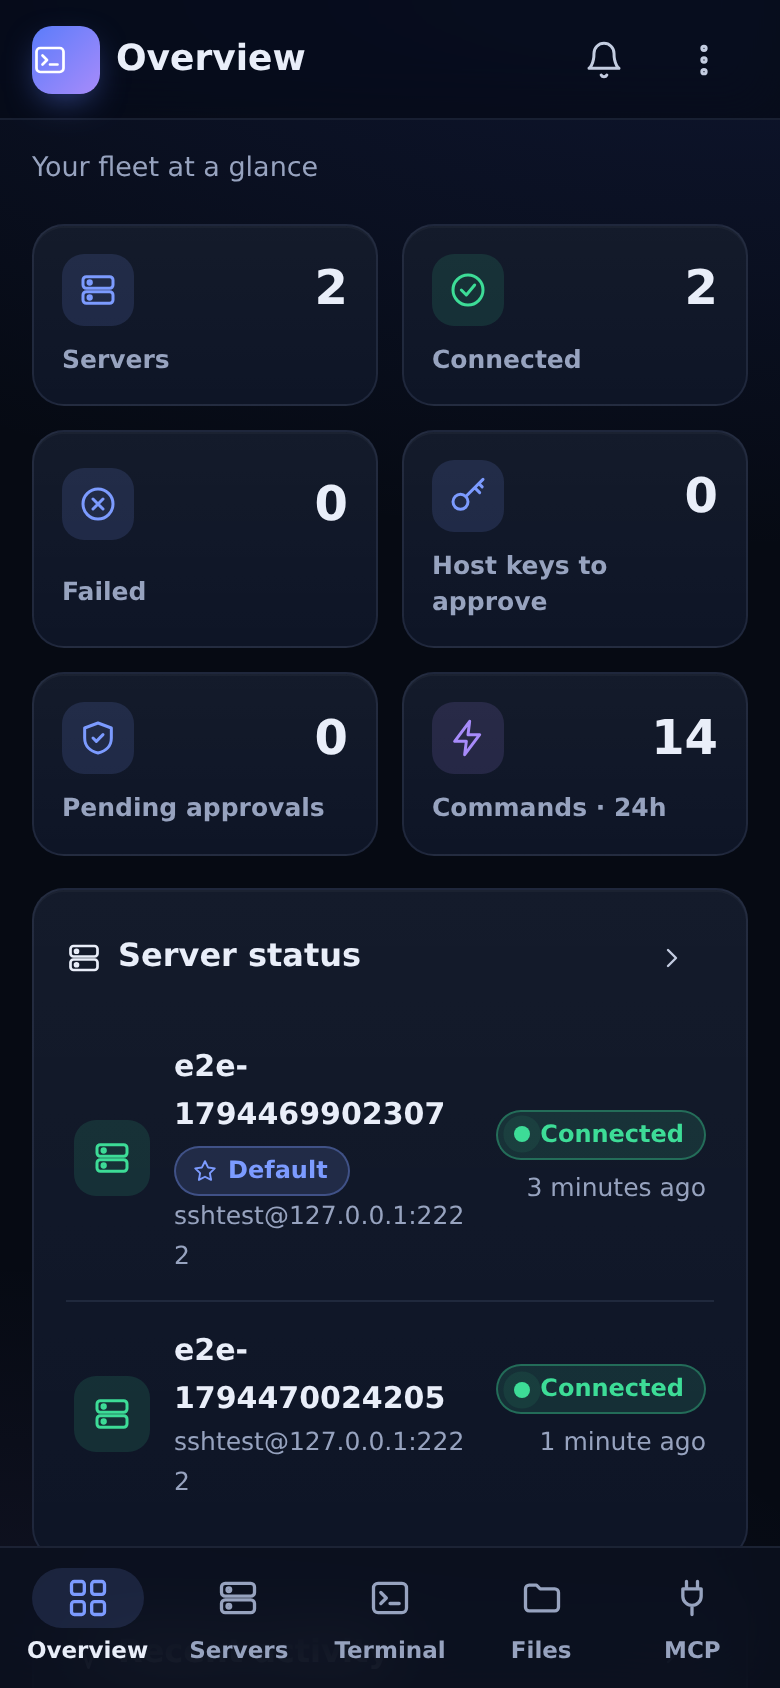 Overview
Your fleet at a glance
2
Servers
2
Connected
0
Failed
0
Host keys to
approve
0
Pending approvals
14
Commands · 24h
Server status
e2e-
1794469902307
Default
sshtest@127.0.0.1:222
2
Connected
3 minutes ago
e2e-
1794470024205
sshtest@127.0.0.1:222
2
Connected
1 minute ago
Overview
Servers
Terminal
Files
MCP